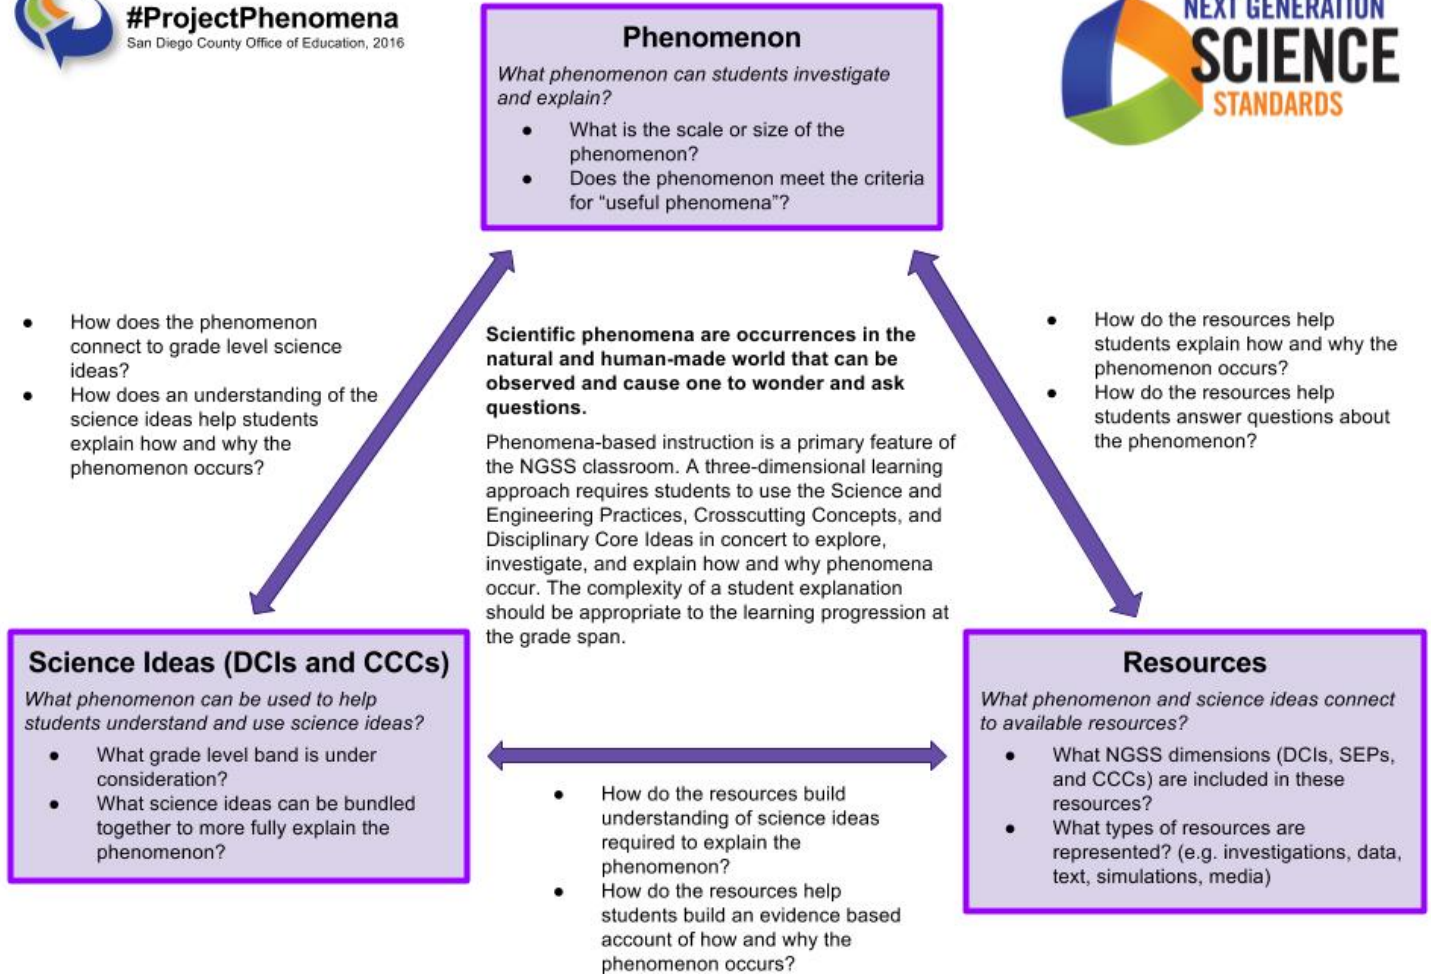 #ProjectPhenomena
San Diego County Office of Education, 2016
NEXT GENERATION
SCIENCE
STANDARDS
Phenomenon
What phenomenon can students investigate
and explain?
● What is the scale or size of the
phenomenon?
● Does the phenomenon meet the criteria
for “useful phenomena”?
● How does the phenomenon
connect to grade level science
ideas?
● How does an understanding of the
science ideas help students
explain how and why the
phenomenon occurs?
Scientific phenomena are occurrences in the
natural and human-made world that can be
observed and cause one to wonder and ask
questions.
Phenomena-based instruction is a primary feature of
the NGSS classroom. A three-dimensional learning
approach requires students to use the Science and
Engineering Practices, Crosscutting Concepts, and
Disciplinary Core Ideas in concert to explore,
investigate, and explain how and why phenomena
occur. The complexity of a student explanation
should be appropriate to the learning progression at
the grade span.
● How do the resources help
students explain how and why the
phenomenon occurs?
● How do the resources help
students answer questions about
the phenomenon?
Science Ideas (DCIs and CCCs)
What phenomenon can be used to help
students understand and use science ideas?
● What grade level band is under
consideration?
● What science ideas can be bundled
together to more fully explain the
phenomenon?
● How do the resources build
understanding of science ideas
required to explain the
phenomenon?
● How do the resources help
students build an evidence based
account of how and why the
phenomenon occurs?
Resources
What phenomenon and science ideas connect
to available resources?
● What NGSS dimensions (DCIs, SEPs,
and CCCs) are included in these
resources?
● What types of resources are
represented? (e.g. investigations, data,
text, simulations, media)